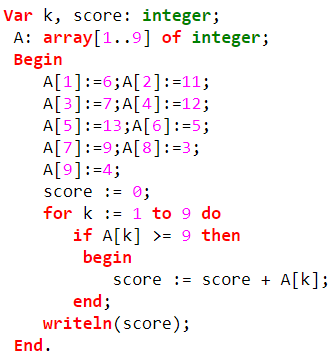 Var k, score: integer;
A: array[1..9] of integer;
Begin
A[1]:=6;A[2]:=11;
A[3]:=7;A[4]:=12;
A[5]:=13;A[6]:=5;
A[7]:=9;A[8]:=3;
A[9]:=4;
score := 0;
for k := 1 to 9 do
if A[k] >= 9 then
begin
score := score + A[k];
end;
writeln(score);
End.